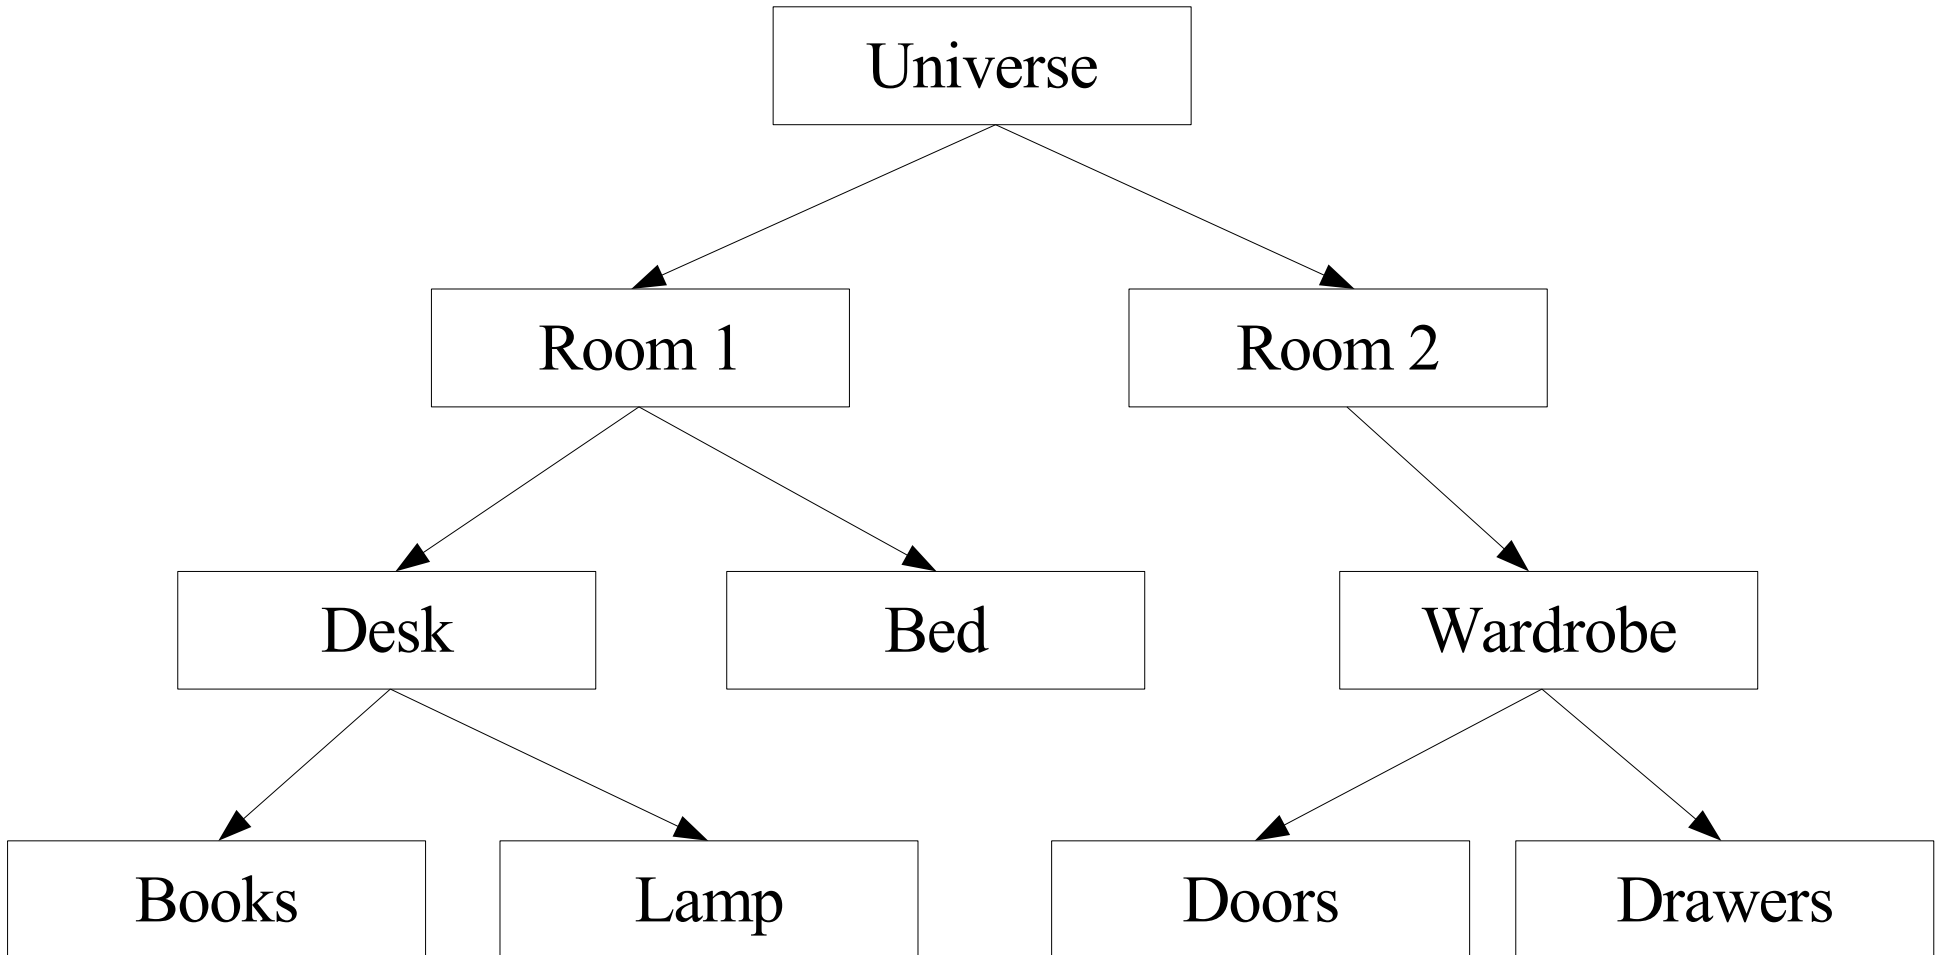 Universe
Room 1
Room 2
Desk
Bed
Wardrobe
Books
Lamp
Doors
Drawers